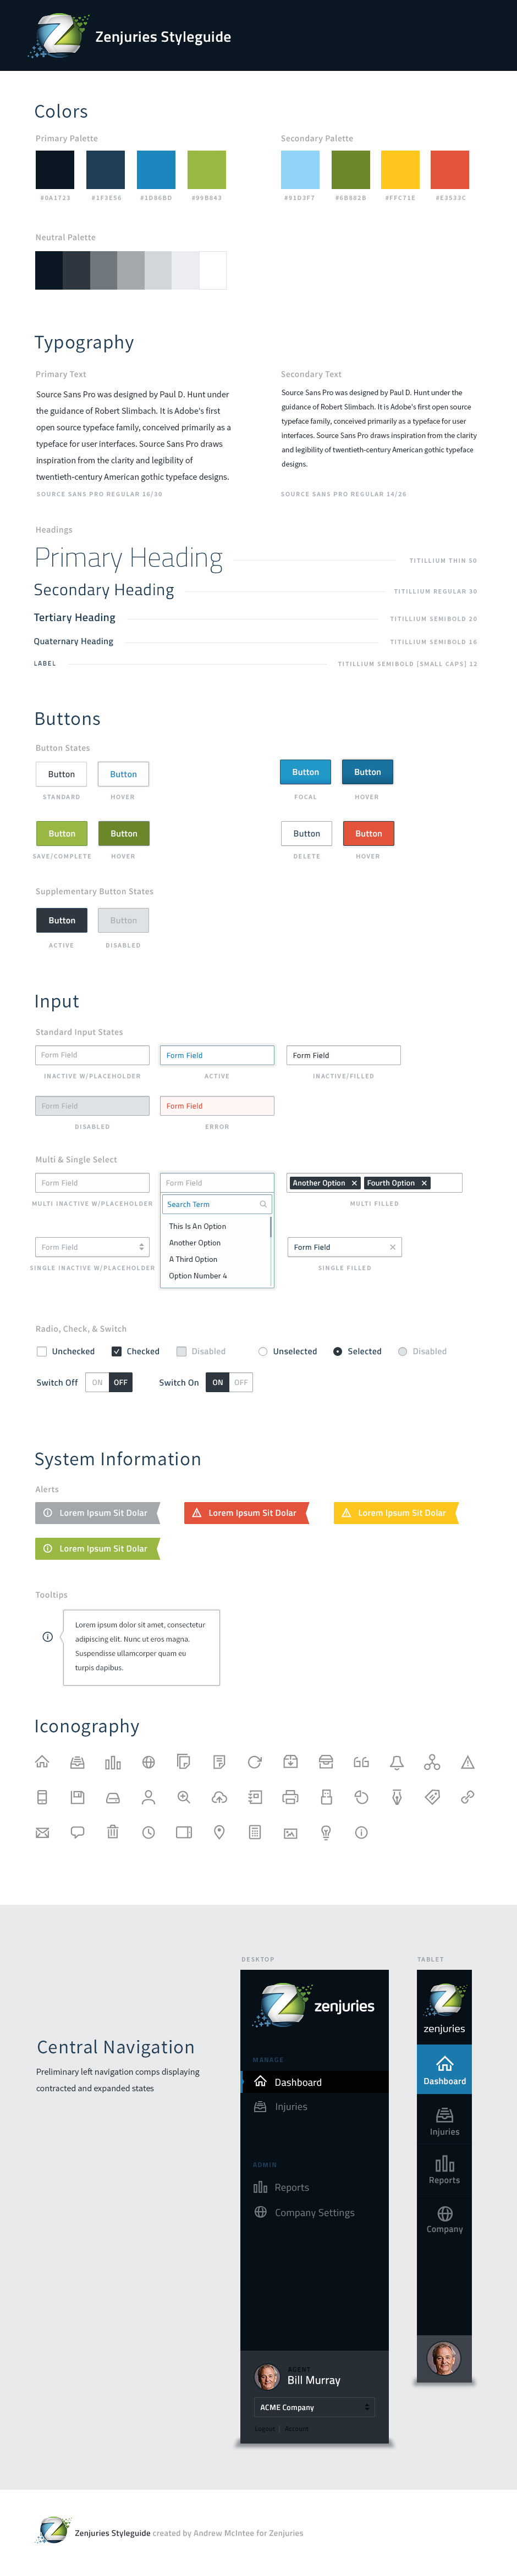 Zenjuries Styleguide
Colors
Primary Palette
Secondary Palette
#0A1723
#1F3E56
#1D86BD
#99B843
#91D3F7
#6B882B
#FFC71E
#E3533C
Neutral Palette
Typography
Primary Text
Source Sans Pro was designed by Paul D. Hunt under
the guidance of Robert Slimbach. It is Adobe's first
open source typeface family, conceived primarily as a
typeface for user interfaces. Source Sans Pro draws
inspiration from the clarity and legibility of
twentieth-century American gothic typeface designs.
SOURCE SANS PRO REGULAR 16/30
Secondary Text
Source Sans Pro was designed by Paul D. Hunt under the
guidance of Robert Slimbach. It is Adobe's first open source
typeface family, conceived primarily as a typeface for user
interfaces. Source Sans Pro draws inspiration from the clarity
and legibility of twentieth-century American gothic typeface
designs.
SOURCE SANS PRO REGULAR 14/26
Headings
Primary Heading
TITILLIUM THIN 50
Secondary Heading
TITILLIUM REGULAR 30
Tertiary Heading
TITILLIUM SEMIBOLD 20
Quaternary Heading
TITILLIUM SEMIBOLD 16
LABEL
TITILLIUM SEMIBOLD (SMALL CAPS) 12
Buttons
Button States
Button
Button
Button
Button
STANDARD
HOVER
FOCAL
HOVER
Button
Button
Button
Button
SAVE/COMPLETE
HOVER
DELETE
HOVER
Supplementary Button States
Button
Button
ACTIVE
DISABLED
Input
Standard Input States
Form Field
Form Field
Form Field
INACTIVE W/PLACEHOLDER
ACTIVE
INACTIVE/FILLED
Form Field
Form Field
DISABLED
ERROR
Multi & Single Select
Form Field
Form Field
Another Option
Fourth Option
MULTI INACTIVE W/PLACEHOLDER
Search Term
MULTI FILLED
This Is An Option
Another Option
A Third Option
Option Number 4
Form Field
Form Field
SINGLE INACTIVE W/PLACEHOLDER
SINGLE FILLED
Radio, Check, & Switch
Unchecked
Checked
Disabled
Unselected
Selected
Disabled
Switch Off
ON
OFF
Switch On
ON
OFF
System Information
Alerts
Lorem Ipsum Sit Dolar
Lorem Ipsum Sit Dolar
Lorem Ipsum Sit Dolar
Lorem Ipsum Sit Dolar
Tooltips
Lorem ipsum dolor sit amet, consectetur
adipiscing elit. Nunc ut eros magna.
Suspendisse ullamcorper quam eu
turpis dapibus.
Iconography
Central Navigation
Preliminary left navigation comps displaying
contracted and expanded states
DESKTOP
zenjuries
MANAGE
Dashboard
Injuries
ADMIN
Reports
Company Settings
AGENT
Bill Murray
ACME Company
Logout
Account
TABLET
zenjuries
Dashboard
Injuries
Reports
Company
Zenjuries Styleguide created by Andrew McIntee for Zenjuries